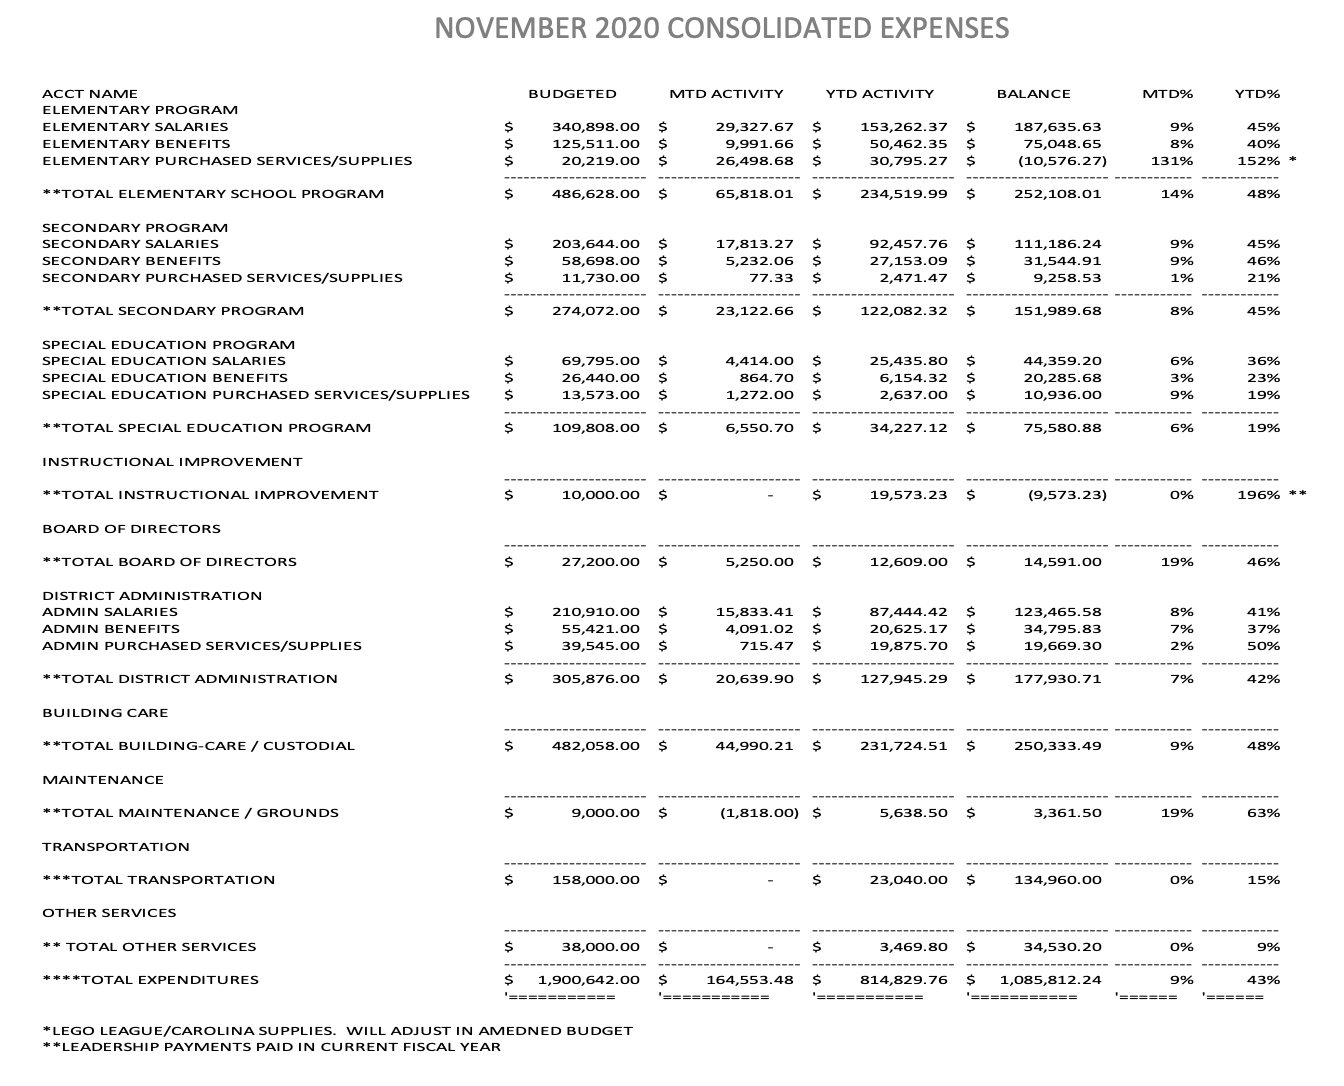 NOVEMBER 2020 CONSOLIDATED EXPENSES
ACCT NAME BUDGETED MTD ACTIVITY YTD ACTIVITY BALANCE MTD% YTD%
ELEMENTARY PROGRAM
ELEMENTARY SALARIES $ 340,898.00 $ 29,327.67 $ 153,262.37 $ 187,635.63 9% 45%
ELEMENTARY BENEFITS $ 125,511.00 $ 9,991.66 $ 50,462.35 $ 75,048.65 8% 40%
ELEMENTARY PURCHASED SERVICES/SUPPLIES $ 20,219.00 $ 26,498.68 $ 30,795.27 $ (10,576.27) 131% 152% *
---------------------- ---------------------- ---------------------- ---------------------- ------------ ------------
**TOTAL ELEMENTARY SCHOOL PROGRAM $ 486,628.00 $ 65,818.01 $ 234,519.99 $ 252,108.01 14% 48%
SECONDARY PROGRAM
SECONDARY SALARIES $ 203,644.00 $ 17,813.27 $ 92,457.76 $ 111,186.24 9% 45%
SECONDARY BENEFITS $ 58,698.00 $ 5,232.06 $ 27,153.09 $ 31,544.91 9% 46%
SECONDARY PURCHASED SERVICES/SUPPLIES $ 11,730.00 $ 77.33 $ 2,471.47 $ 9,258.53 1% 21%
---------------------- ---------------------- ---------------------- ---------------------- ------------ ------------
**TOTAL SECONDARY PROGRAM $ 274,072.00 $ 23,122.66 $ 122,082.32 $ 151,989.68 8% 45%
SPECIAL EDUCATION PROGRAM
SPECIAL EDUCATION SALARIES $ 69,795.00 $ 4,414.00 $ 25,435.80 $ 44,359.20 6% 36%
SPECIAL EDUCATION BENEFITS $ 26,440.00 $ 864.70 $ 6,154.32 $ 20,285.68 3% 23%
SPECIAL EDUCATION PURCHASED SERVICES/SUPPLIES $ 13,573.00 $ 1,272.00 $ 2,637.00 $ 10,936.00 9% 19%
---------------------- ---------------------- ---------------------- ---------------------- ------------ ------------
**TOTAL SPECIAL EDUCATION PROGRAM $ 109,808.00 $ 6,550.70 $ 34,227.12 $ 75,580.88 6% 19%
INSTRUCTIONAL IMPROVEMENT
---------------------- ---------------------- ---------------------- ---------------------- ------------ ------------
**TOTAL INSTRUCTIONAL IMPROVEMENT $ 10,000.00 $ - $ 19,573.23 $ (9,573.23) 0% 196% **
BOARD OF DIRECTORS
---------------------- ---------------------- ---------------------- ---------------------- ------------ ------------
**TOTAL BOARD OF DIRECTORS $ 27,200.00 $ 5,250.00 $ 12,609.00 $ 14,591.00 19% 46%
DISTRICT ADMINISTRATION
ADMIN SALARIES $ 210,910.00 $ 15,833.41 $ 87,444.42 $ 123,465.58 8% 41%
ADMIN BENEFITS $ 55,421.00 $ 4,091.02 $ 20,625.17 $ 34,795.83 7% 37%
ADMIN PURCHASED SERVICES/SUPPLIES $ 39,545.00 $ 715.47 $ 19,875.70 $ 19,669.30 2% 50%
---------------------- ---------------------- ---------------------- ---------------------- ------------ ------------
**TOTAL DISTRICT ADMINISTRATION $ 305,876.00 $ 20,639.90 $ 127,945.29 $ 177,930.71 7% 42%
BUILDING CARE
---------------------- ---------------------- ---------------------- ---------------------- ------------ ------------
**TOTAL BUILDING-CARE / CUSTODIAL $ 482,058.00 $ 44,990.21 $ 231,724.51 $ 250,333.49 9% 48%
MAINTENANCE
---------------------- ---------------------- ---------------------- ---------------------- ------------ ------------
**TOTAL MAINTENANCE / GROUNDS $ 9,000.00 $ (1,818.00) $ 5,638.50 $ 3,361.50 19% 63%
TRANSPORTATION
---------------------- ---------------------- ---------------------- ---------------------- ------------ ------------
***TOTAL TRANSPORTATION $ 158,000.00 $ - $ 23,040.00 $ 134,960.00 0% 15%
OTHER SERVICES
---------------------- ---------------------- ---------------------- ---------------------- ------------ ------------
** TOTAL OTHER SERVICES $ 38,000.00 $ - $ 3,469.80 $ 34,530.20 0% 9%
---------------------- ---------------------- ---------------------- ---------------------- ------------ ------------
****TOTAL EXPENDITURES $ 1,900,642.00 $ 164,553.48 $ 814,829.76 $ 1,085,812.24 9% 43%
'=========== '=========== '=========== '=========== '====== '======
*LEGO LEAGUE/CAROLINA SUPPLIES. WILL ADJUST IN AMEDNED BUDGET
**LEADERSHIP PAYMENTS PAID IN CURRENT FISCAL YEAR